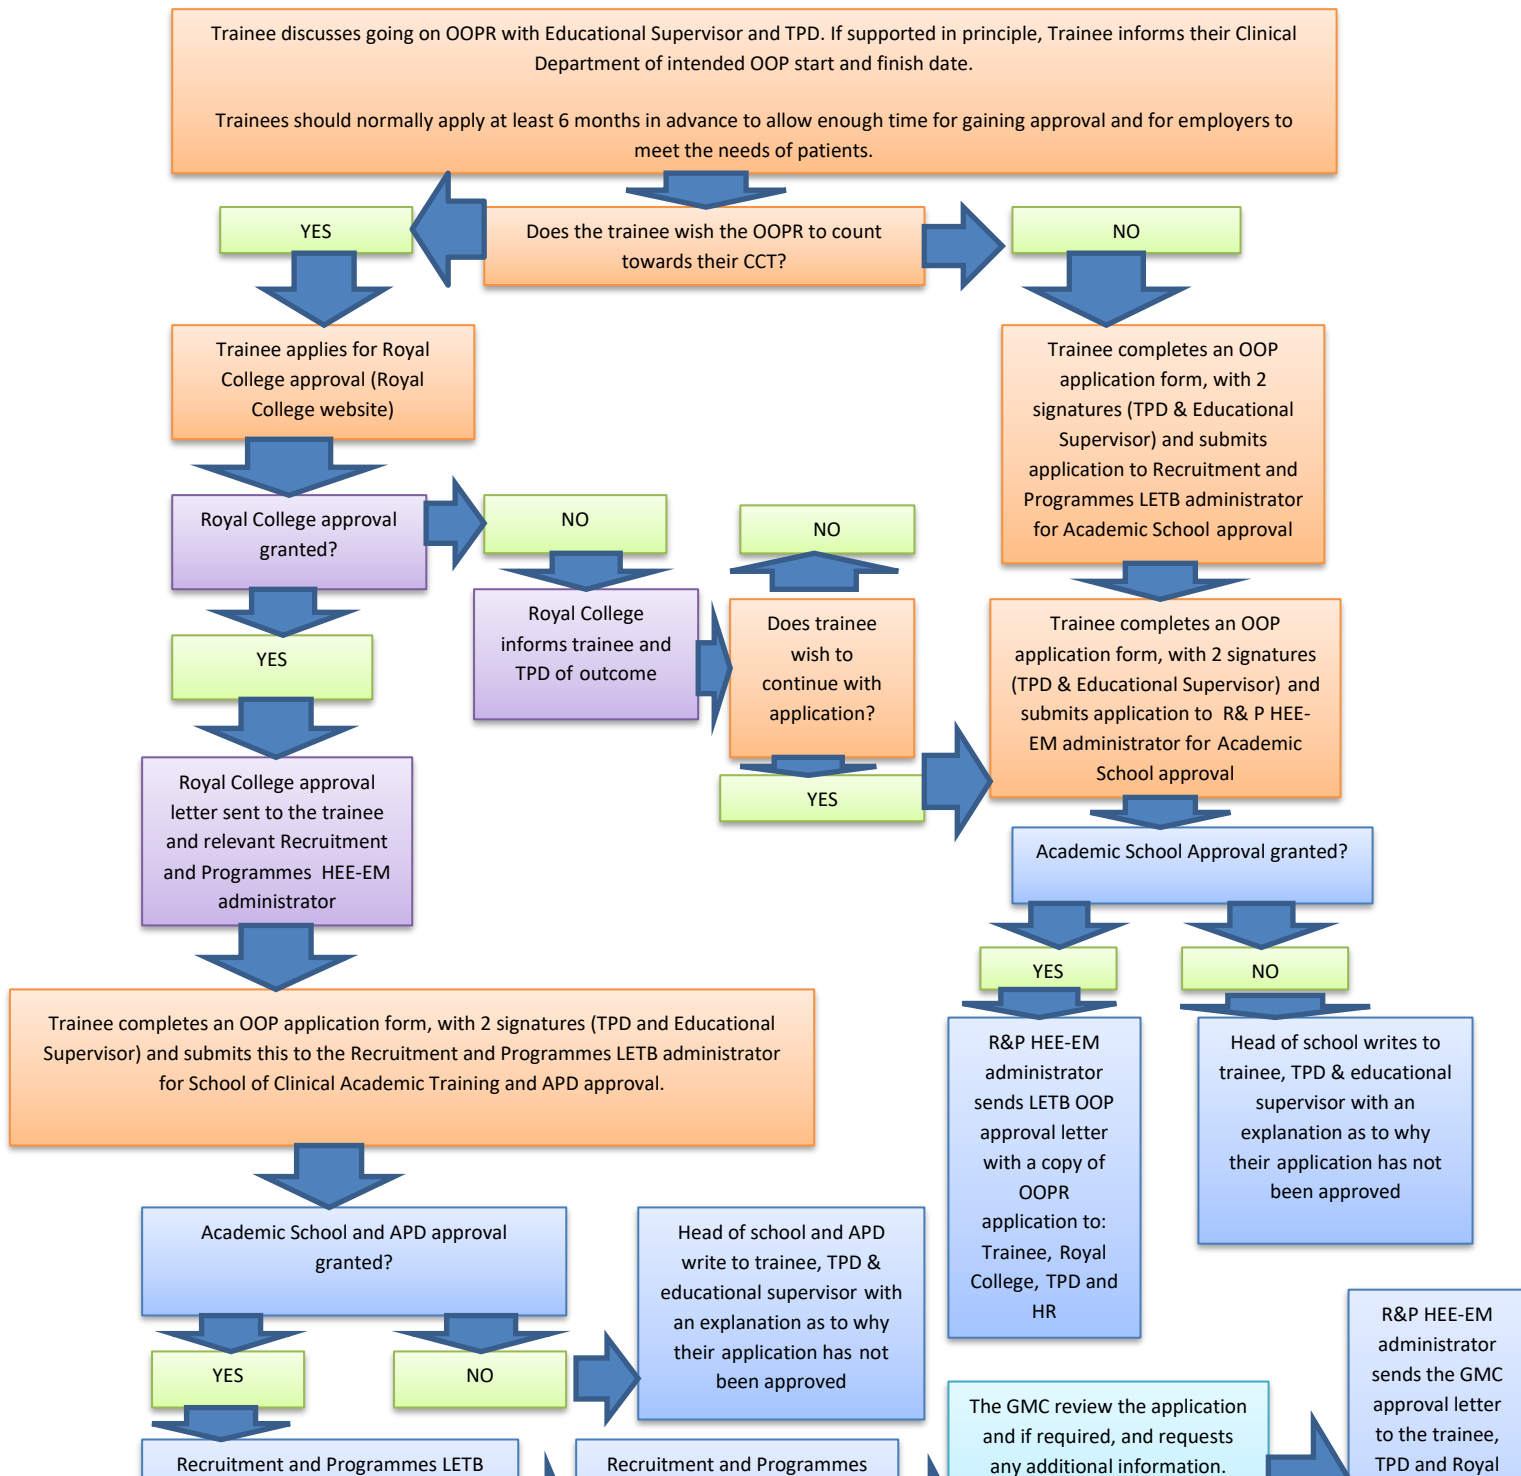 Trainee discusses going on OOPR with Educational Supervisor and TPD. If supported in principle, Trainee informs their Clinical
Department of intended OOP start and finish date.
Trainees should normally apply at least 6 months in advance to allow enough time for gaining approval and for employers to
meet the needs of patients.
YES
Does the trainee wish the OOPR to count
towards their CCT?
NO
Trainee applies for Royal
College approval (Royal
College website)
Trainee completes an OOP
application form, with 2
signatures (TPD & Educational
Supervisor) and submits
application to Recruitment and
Programmes LETB administrator
for Academic School approval
Royal College approval
granted?
NO
NO
Royal College
informs trainee and
TPD of outcome
Does trainee
wish to
continue with
application?
YES
Trainee completes an OOP
application form, with 2 signatures
(TPD & Educational Supervisor) and
submits application to R& P HEE-
EM administrator for Academic
School approval
YES
Royal College approval
letter sent to the trainee
and relevant Recruitment
and Programmes HEE-EM
administrator
Academic School Approval granted?
YES
NO
Trainee completes an OOP application form, with 2 signatures (TPD and Educational
Supervisor) and submits this to the Recruitment and Programmes LETB administrator
for School of Clinical Academic Training and APD approval.
R&P HEE-EM
administrator
sends LETB OOP
approval letter
with a copy of
OOPR
application to:
Trainee, Royal
College, TPD and
HR
Head of school writes to
trainee, TPD & educational
supervisor with an
explanation as to why
their application has not
been approved
Academic School and APD approval
granted?
Head of school and APD
write to trainee, TPD &
educational supervisor with
an explanation as to why
their application has not
been approved
YES
NO
R&P HEE-EM
administrator
sends the GMC
approval letter
to the trainee,
TPD and Royal
Recruitment and Programmes LETB
Recruitment and Programmes
The GMC review the application
and if required, and requests
any additional information.